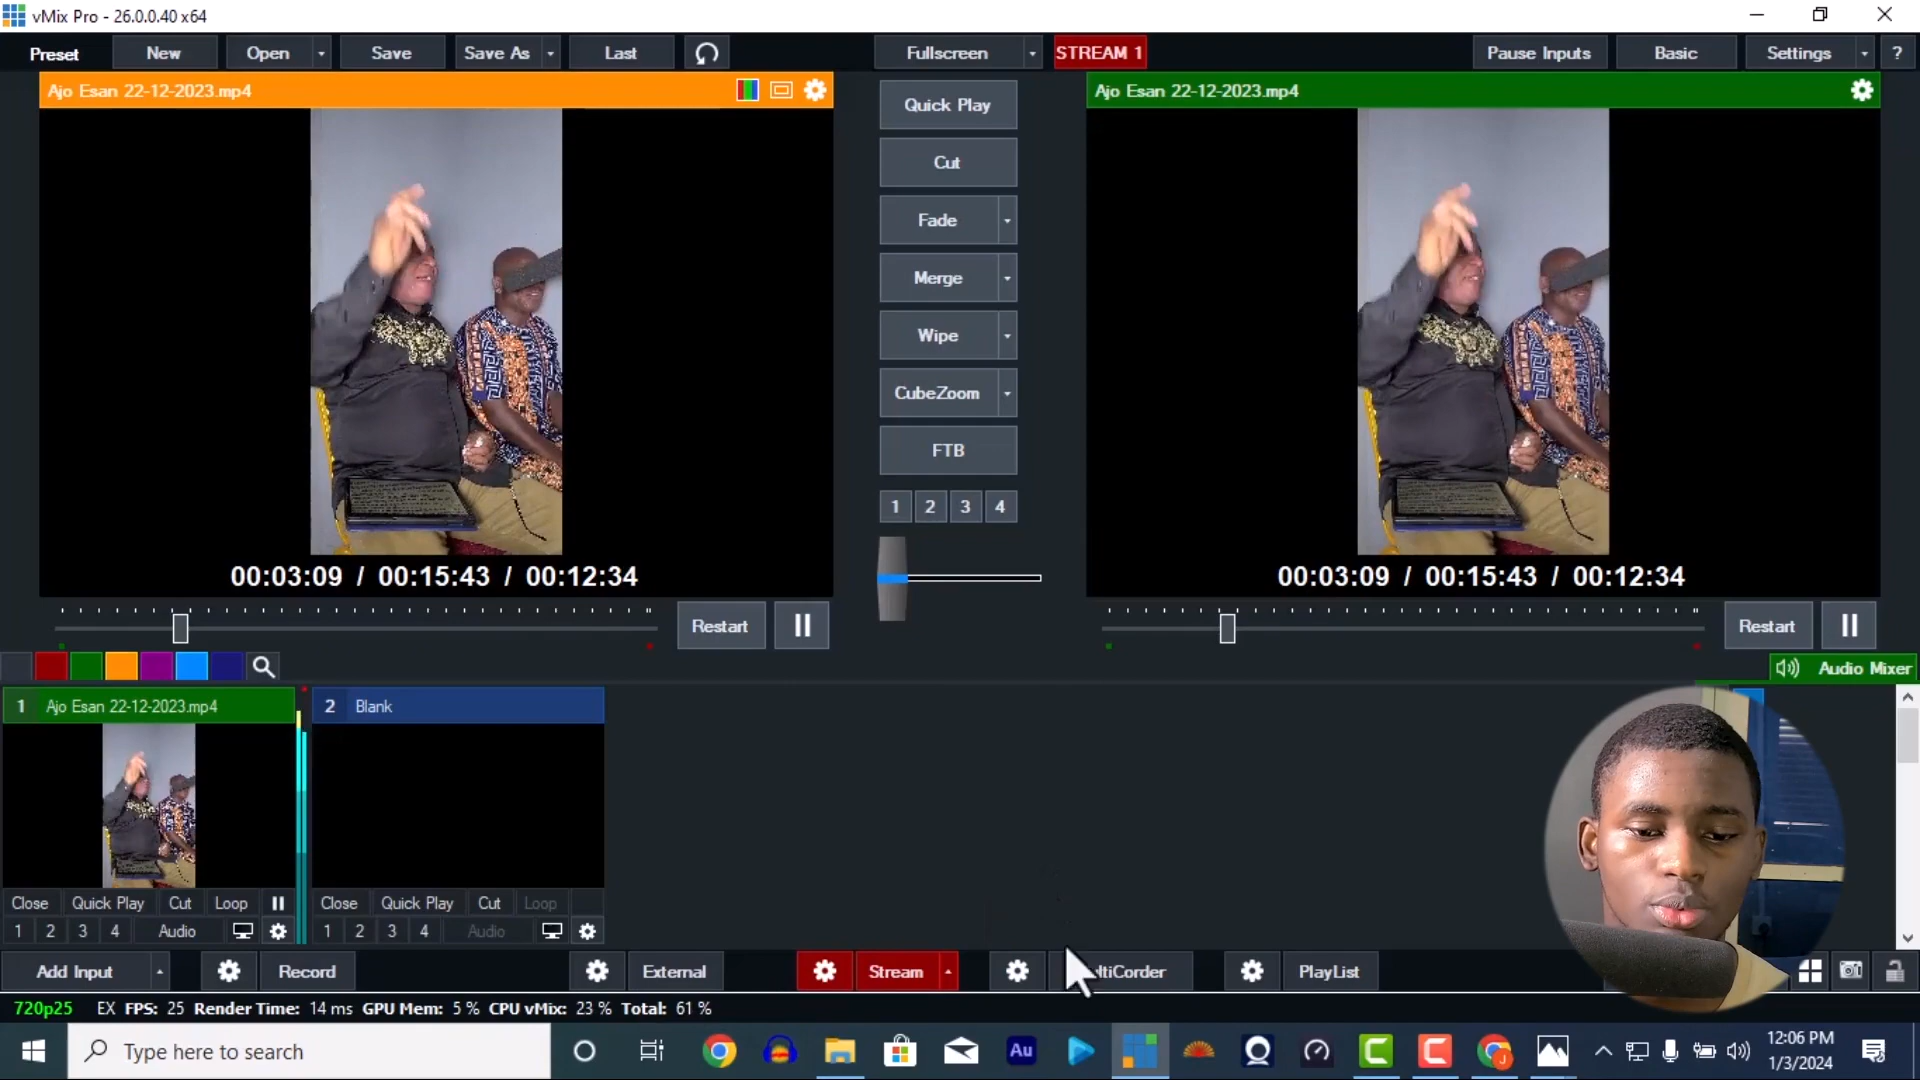 vMix Pro - 26.0.0.40 x64
Preset New Open Save Save As Last Fullscreen STREAM 1 Pause Inputs Basic Settings ?
Ajo Esan 22-12-2023.mp4
Ajo Esan 22-12-2023.mp4
Quick Play
Cut
Fade
Merge
Wipe
CubeZoom
FTB
1 2 3 4
00:03:09 / 00:15:43 / 00:12:34
00:03:09 / 00:15:43 / 00:12:34
Restart
Restart
Audio Mixer
1 Ajo Esan 22-12-2023.mp4
2 Blank
Close Quick Play Cut Loop
Close Quick Play Cut Loop
1 2 3 4 Audio
1 2 3 4 Audio
Add Input Record External Stream ltiCorder PlayList
720p25 EX FPS: 25 Render Time: 14 ms GPU Mem: 5 % CPU vMix: 23 % Total: 61 %
Type here to search
Au
12:06 PM
1/3/2024